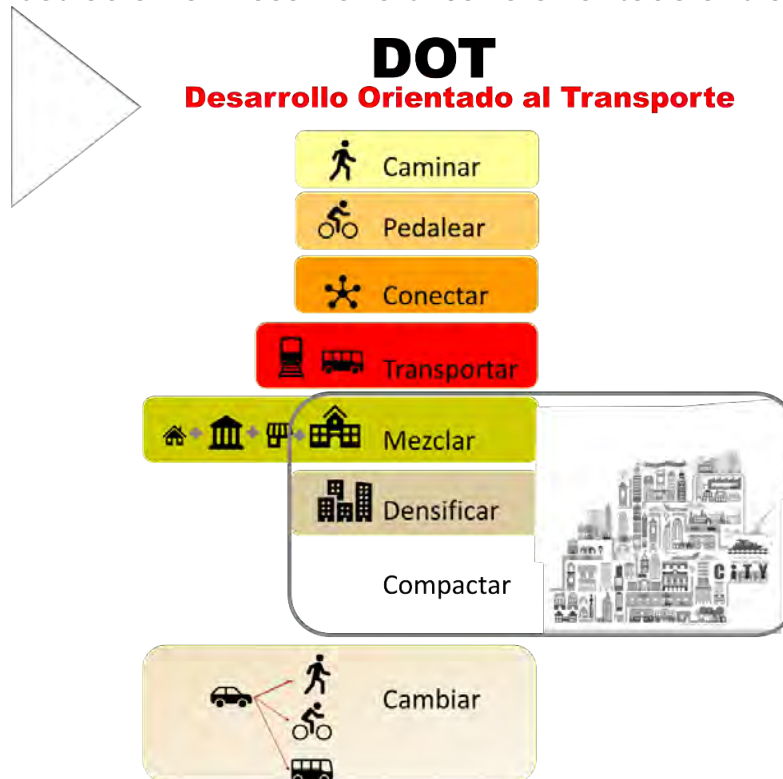 DOT
Desarrollo Orientado al Transporte
Caminar
Pedalear
Conectar
Transportar
Mezclar
Densificar
CiTY
Compactar
Cambiar